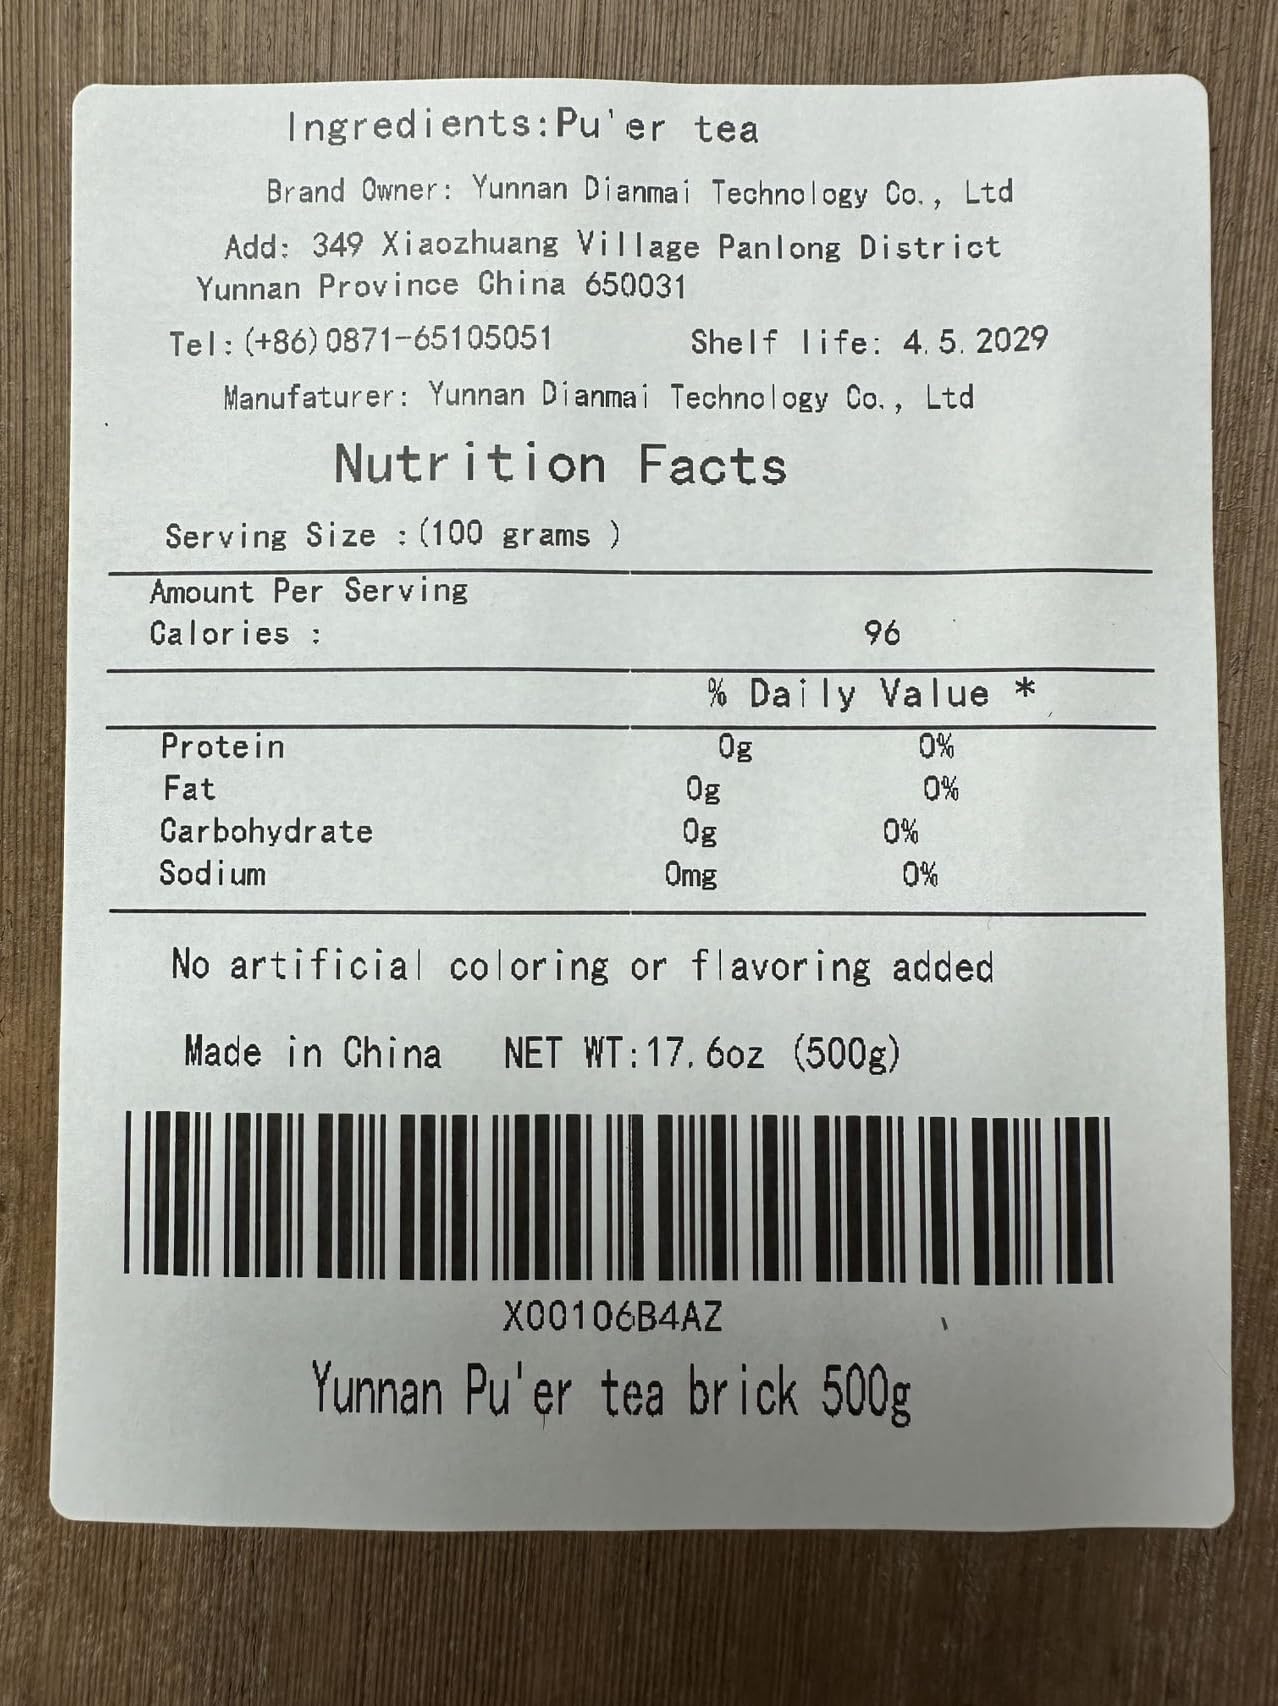 Ingredients:Pu'er tea
Brand Owner: Yunnan Dianmai Technology Co., Ltd
Add: 349 Xiaozhuang Village Panlong District
Yunnan Province China 650031
Tel:(+86)0871-65105051 Shelf life: 4.5.2029
Manufaturer: Yunnan Dianmai Technology Co., Ltd
Nutrition Facts
Serving Size :(100 grams )
Amount Per Serving
Calories : 96
% Daily Value *
Protein 0g 0%
Fat 0g 0%
Carbohydrate 0g 0%
Sodium 0mg 0%
No artificial coloring or flavoring added
Made in China NET WT:17.6oz (500g)
X00106B4AZ
Yunnan Pu'er tea brick 500g